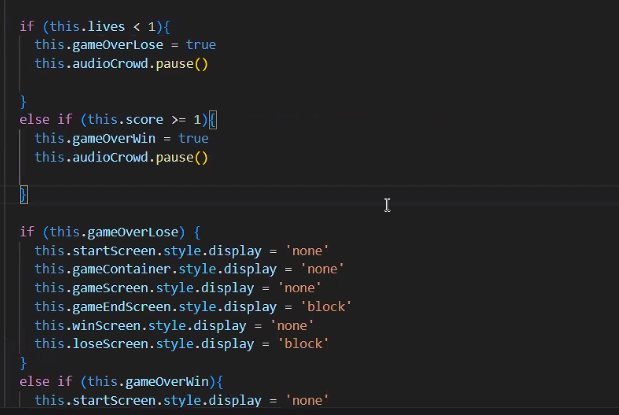 if (this.lives < 1){
this.gameOverLose = true
this.audioCrowd.pause()
}
else if (this.score >= 1){
this.gameOverWin = true
this.audioCrowd.pause()
}
if (this.gameOverLose) {
this.startScreen.style.display = 'none'
this.gameContainer.style.display = 'none'
this.gameScreen.style.display = 'none'
this.gameEndScreen.style.display = 'block'
this.winScreen.style.display = 'none'
this.loseScreen.style.display = 'block'
}
else if (this.gameOverWin){
this.startScreen.style.display = 'none'